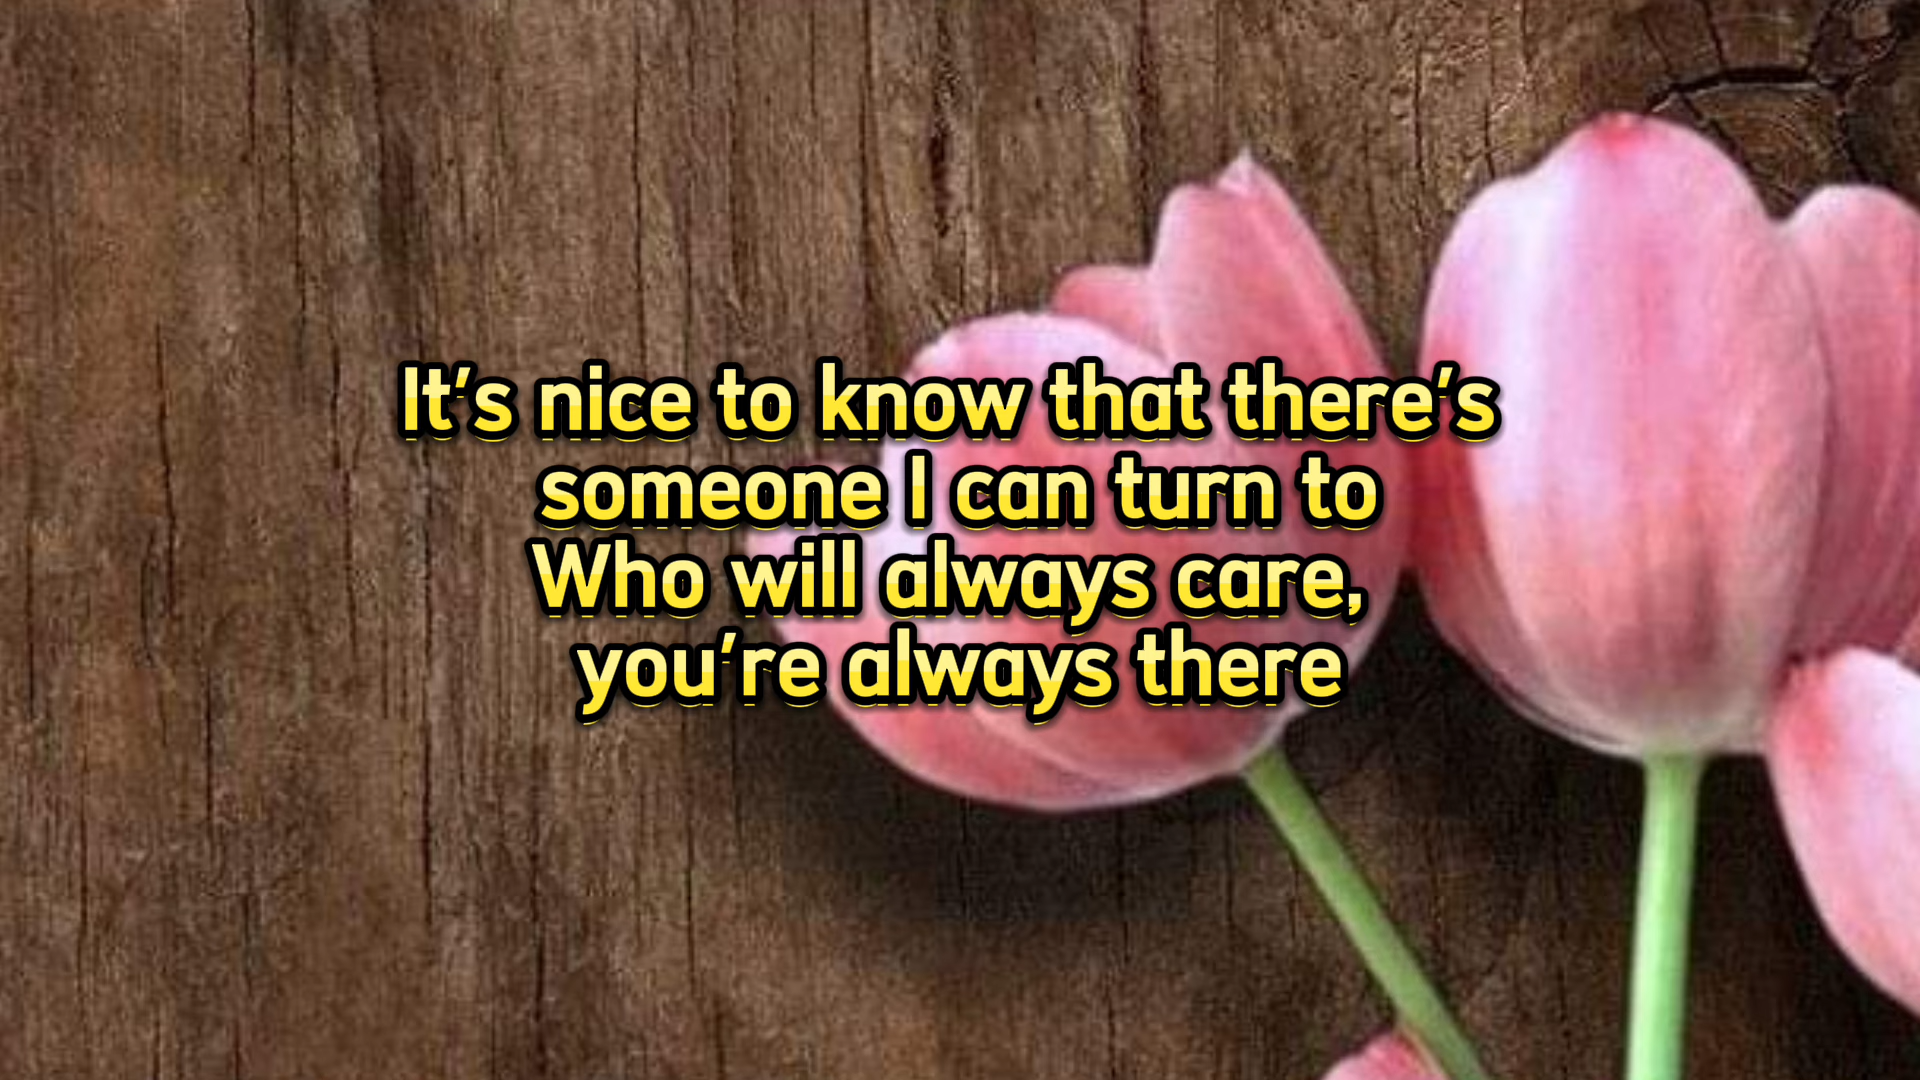 It's nice to know that there's
someone I can turn to
Who will always care,
you're always there